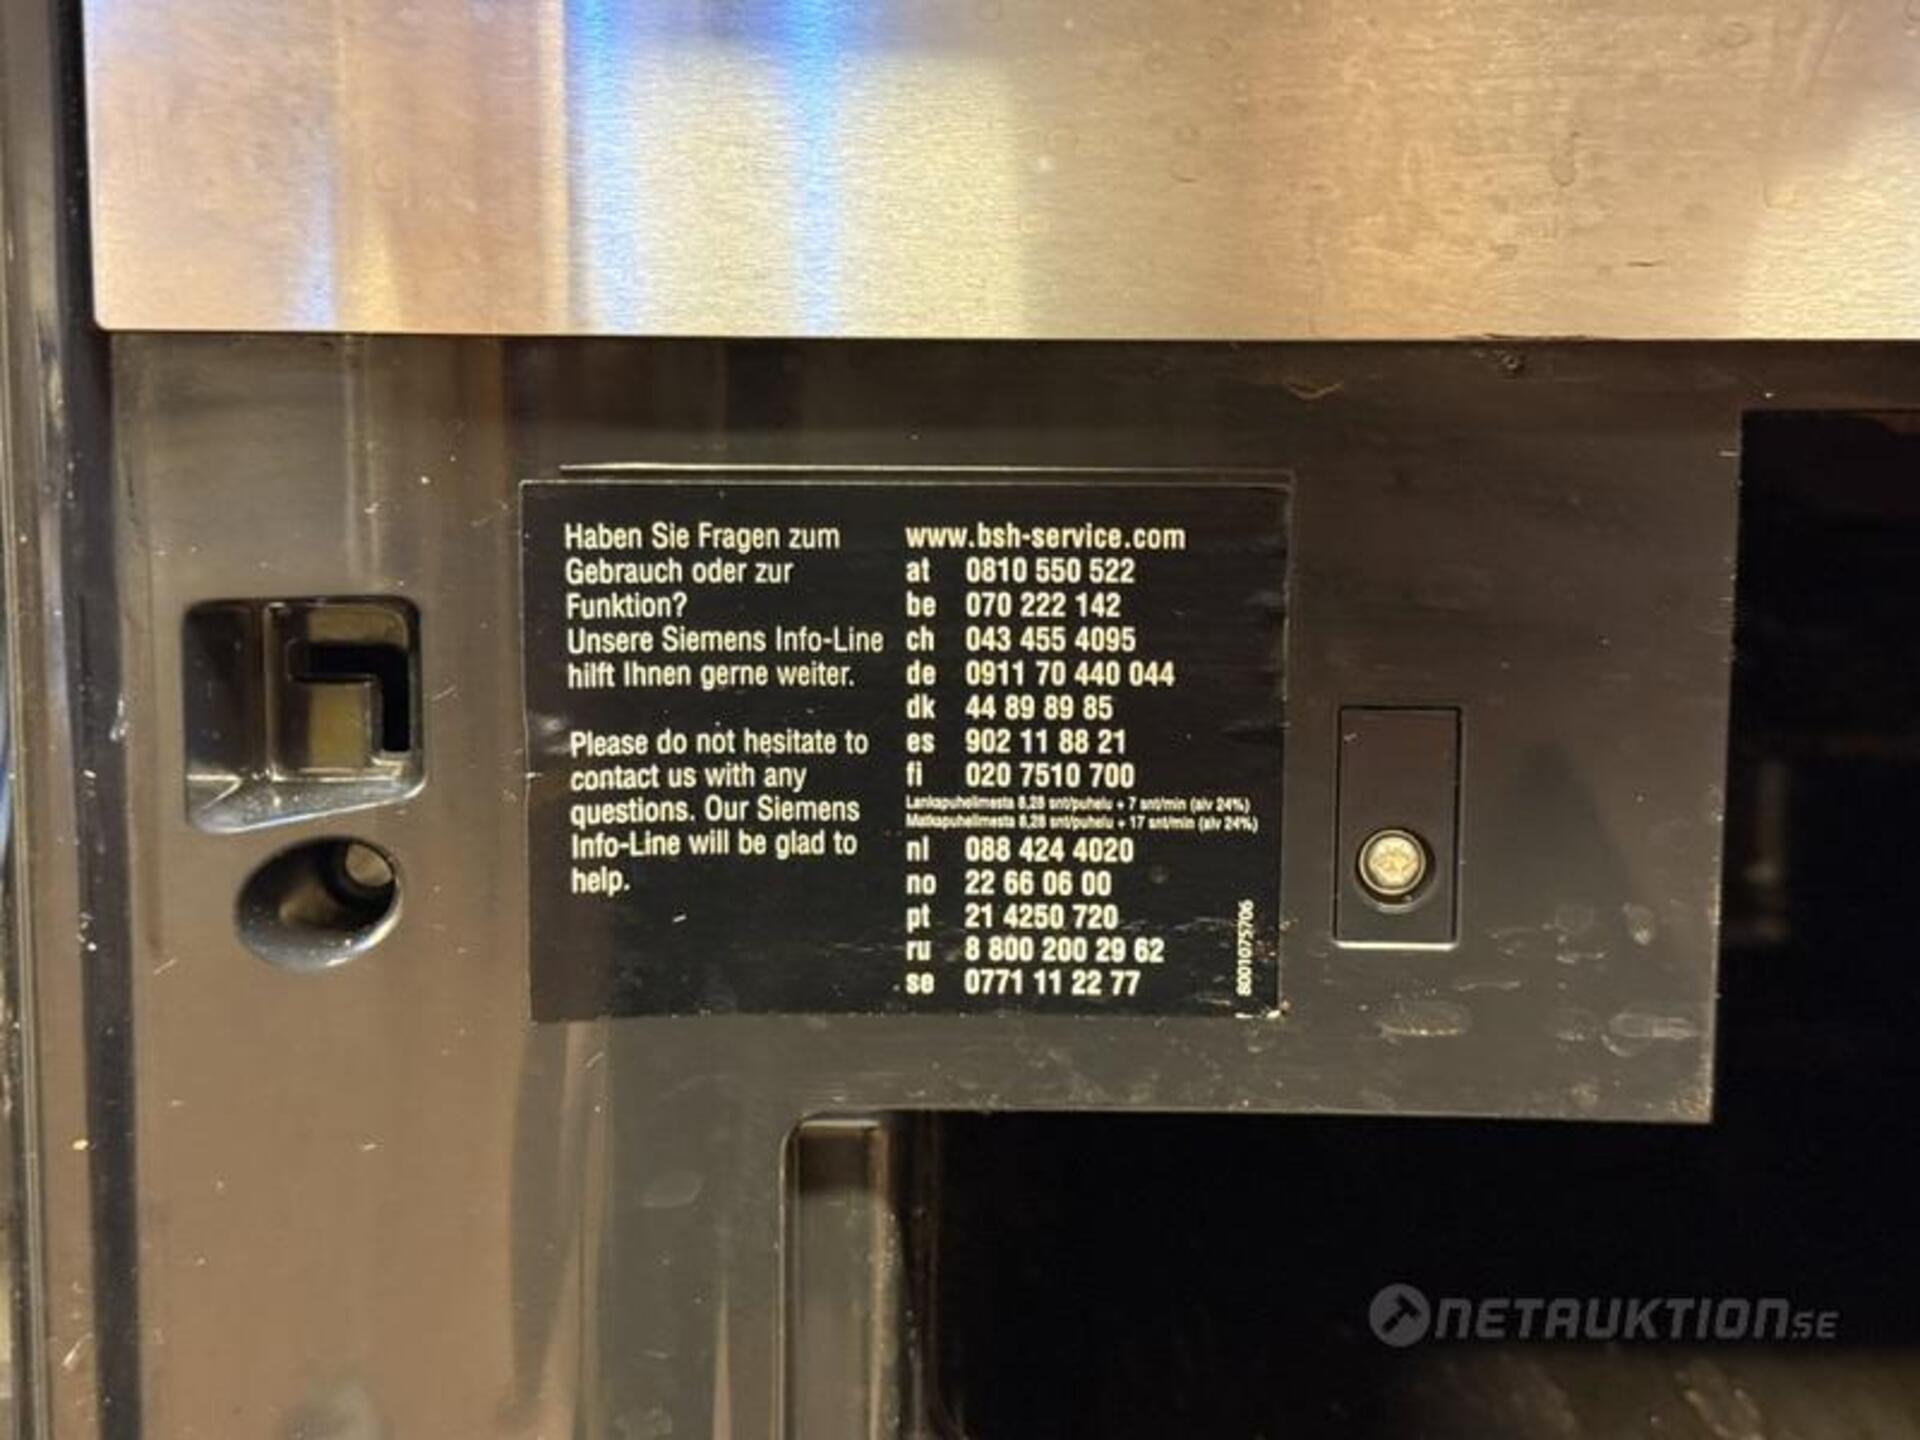 Haben Sie Fragen zum
Gebrauch oder zur
Funktion?
Unsere Siemens Info-Line
hilft Ihnen gerne weiter.
Please do not hesitate to
contact us with any
questions. Our Siemens
Info-Line will be glad to
help.
www.bsh-service.com
at 0810 550 522
be 070 222 142
ch 043 455 4095
de 0911 70 440 044
dk 44 89 89 85
es 902 11 88 21
fi 020 7510 700
Lankapuhelimesta 8,28 snt/puhelu + 7 snt/min (alv 24%)
Matkapuhelimesta 8,28 snt/puhelu + 17 snt/min (alv 24%)
nl 088 424 4020
no 22 66 06 00
pt 21 4250 720
ru 8 800 200 29 62
se 0771 11 22 77
8001075706
NETAUKTION.SE